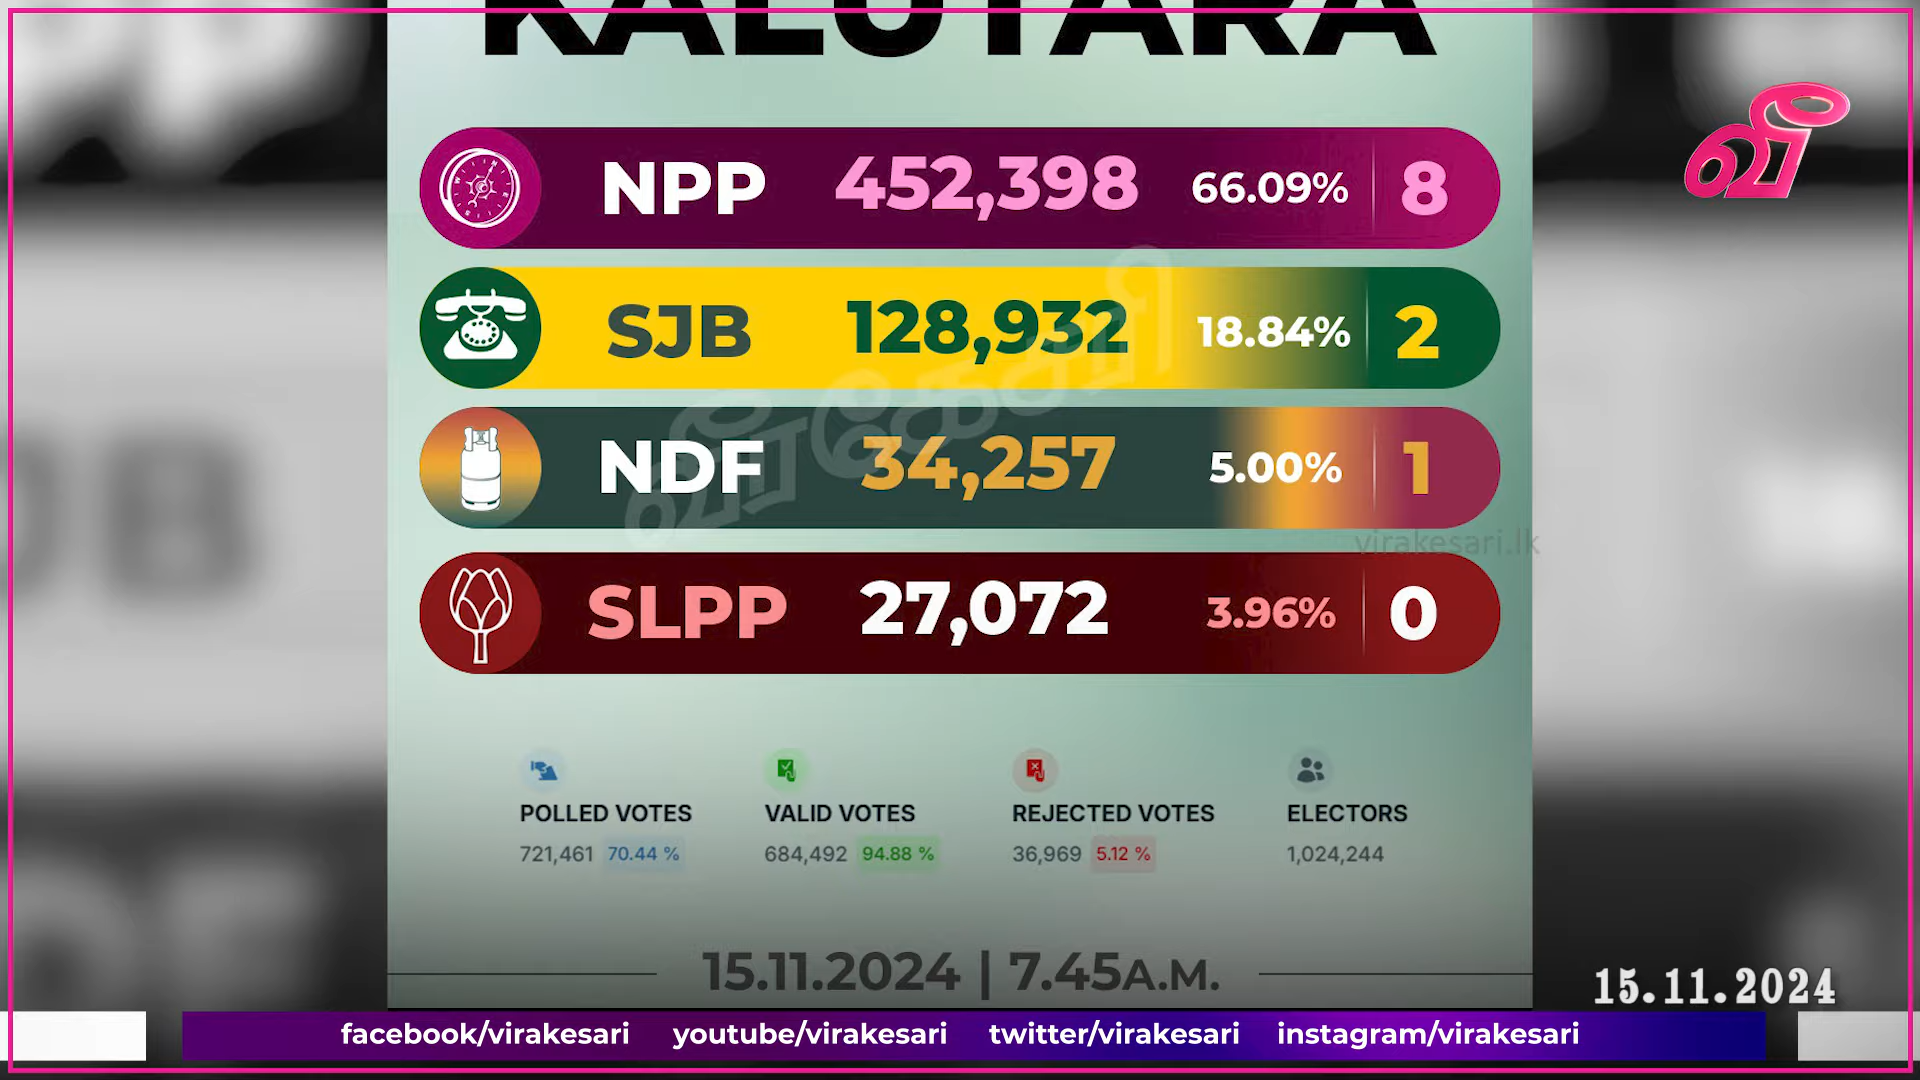 KALUTARA
NPP 452,398 66.09% 8
வீ
SJB 128,932 18.84% 2
NDF 34,257 5.00% 1
வீரகேசரி
virakesari.lk
SLPP 27,072 3.96% 0
POLLED VOTES VALID VOTES REJECTED VOTES ELECTORS
721,461 70.44 % 684,492 94.88 % 36,969 5.12 % 1,024,244
15.11.2024 | 7.45A.M.
15.11.2024
facebook/virakesari youtube/virakesari twitter/virakesari instagram/virakesari